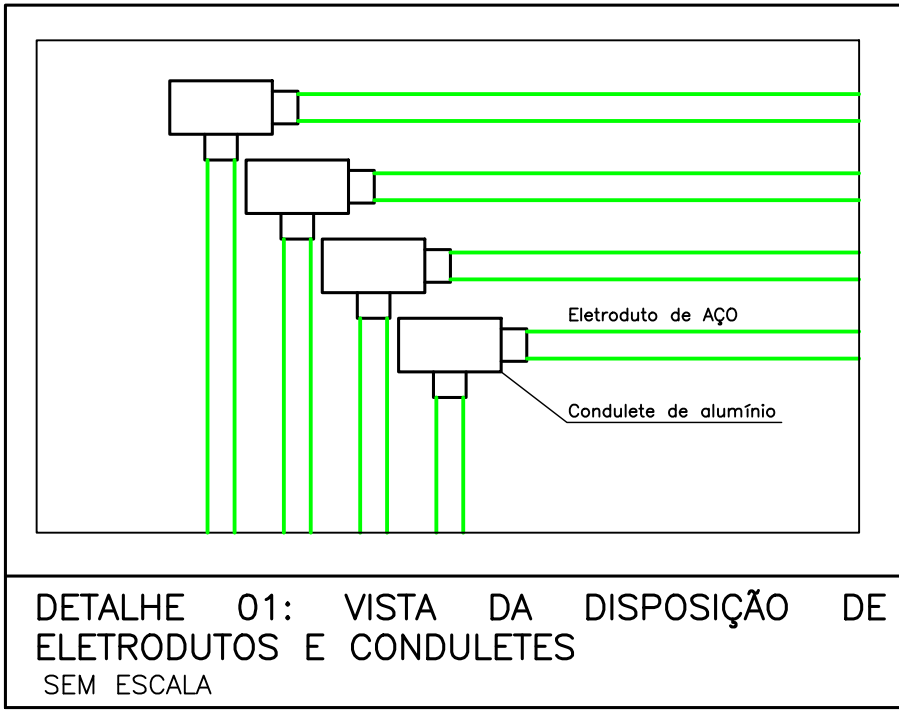 Eletroduto de AÇO
Condulete de alumínio
DETALHE 01: VISTA DA DISPOSIÇÃO DE
ELETRODUTOS E CONDULETES
SEM ESCALA